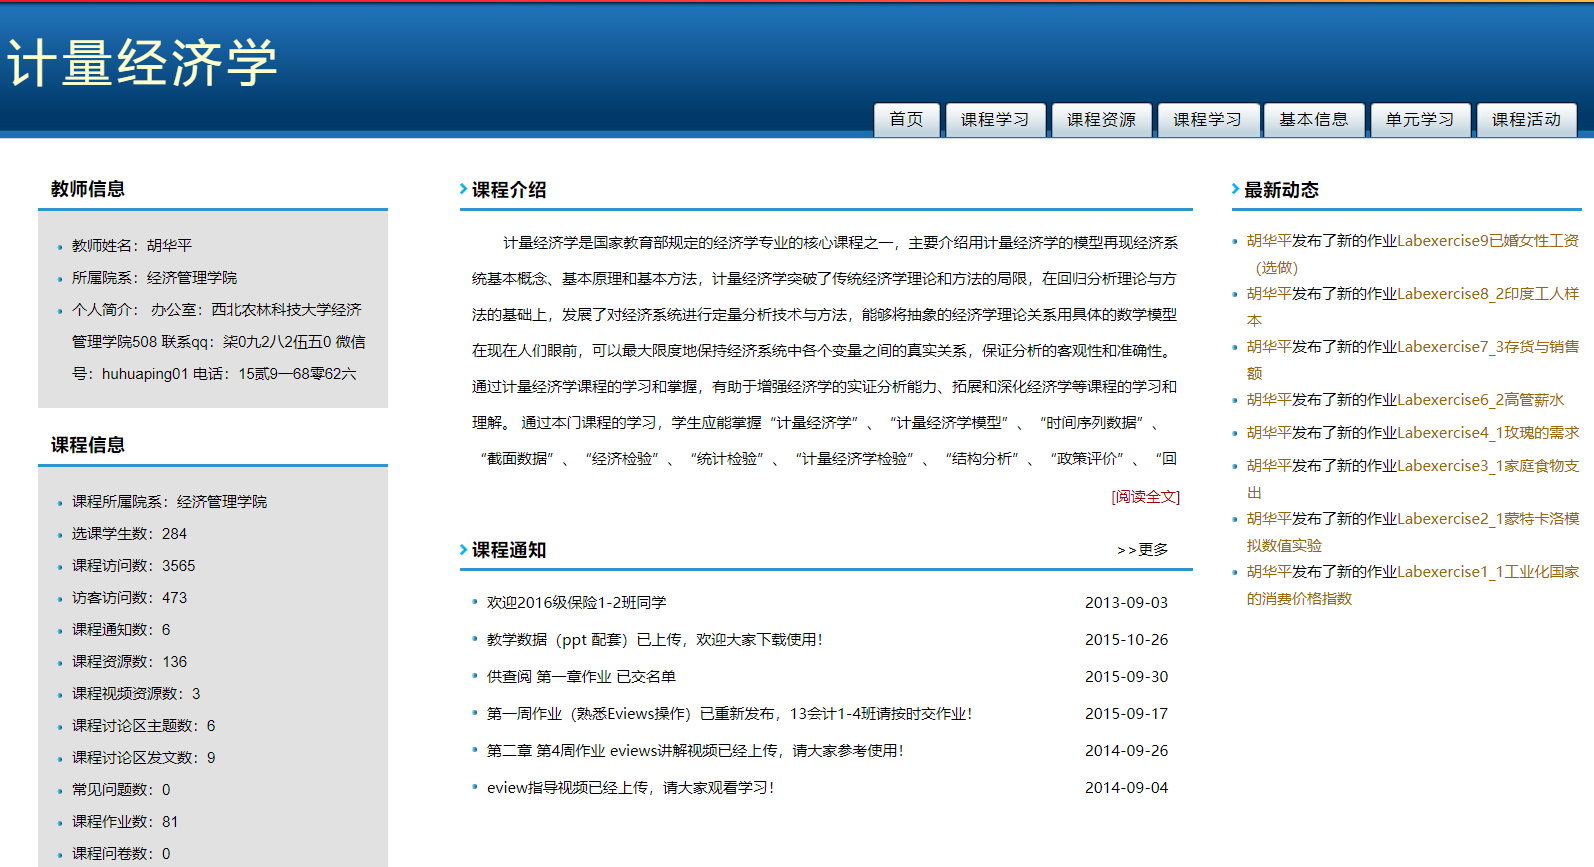 计量经济学
首页 课程学习 课程资源 课程学习 基本信息 单元学习 课程活动
教师信息
教师姓名：胡华平
所属院系：经济管理学院
个人简介： 办公室：西北农林科技大学经济
管理学院508 联系qq：柒0九2八2伍五0 微信
号：huhuaping01 电话：15贰9一68零62六
课程信息
课程所属院系：经济管理学院
选课学生数：284
课程访问数：3565
访客访问数：473
课程通知数：6
课程资源数：136
课程视频资源数：3
课程讨论区主题数：6
课程讨论区发文数：9
常见问题数：0
课程作业数：81
课程问卷数：0
课程介绍
计量经济学是国家教育部规定的经济学专业的核心课程之一，主要介绍用计量经济学的模型再现经济系
统基本概念、基本原理和基本方法，计量经济学突破了传统经济学理论和方法的局限，在回归分析理论与方
法的基础上，发展了对经济系统进行定量分析技术与方法，能够将抽象的经济学理论关系用具体的数学模型
在现在人们眼前，可以最大限度地保持经济系统中各个变量之间的真实关系，保证分析的客观性和准确性。
通过计量经济学课程的学习和掌握，有助于增强经济学的实证分析能力、拓展和深化经济学等课程的学习和
理解。 通过本门课程的学习，学生应能掌握“计量经济学”、“计量经济学模型”、“时间序列数据”、
“截面数据”、“经济检验”、“统计检验”、“计量经济学检验”、“结构分析”、“政策评价”、“回
[阅读全文]
课程通知 >>更多
欢迎2016级保险1-2班同学 2013-09-03
教学数据（ppt 配套）已上传，欢迎大家下载使用！ 2015-10-26
供查阅 第一章作业 已交名单 2015-09-30
第一周作业（熟悉Eviews操作）已重新发布，13会计1-4班请按时交作业！ 2015-09-17
第二章 第4周作业 eviews讲解视频已经上传，请大家参考使用！ 2014-09-26
eview指导视频已经上传，请大家观看学习！ 2014-09-04
最新动态
胡华平发布了新的作业Labexercise9已婚女性工资
（选做）
胡华平发布了新的作业Labexercise8_2印度工人样
本
胡华平发布了新的作业Labexercise7_3存货与销售
额
胡华平发布了新的作业Labexercise6_2高管薪水
胡华平发布了新的作业Labexercise4_1玫瑰的需求
胡华平发布了新的作业Labexercise3_1家庭食物支
出
胡华平发布了新的作业Labexercise2_1蒙特卡洛模
拟数值实验
胡华平发布了新的作业Labexercise1_1工业化国家
的消费价格指数